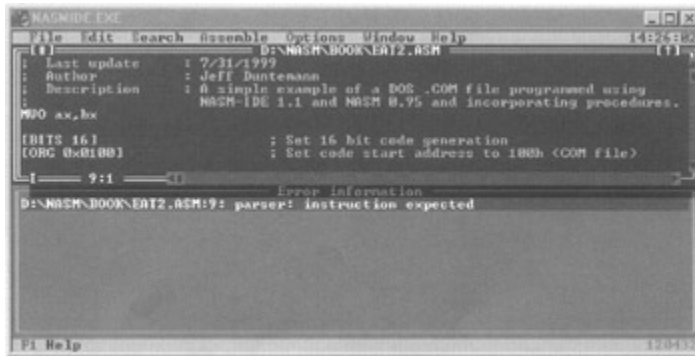 NASMIDE.EXE
File Edit Search Assemble Options Window Help 14:26:02
D:\NASM\BOOK\EAT2.ASM
; Last update : 7/31/1999
; Author : Jeff Duntemann
; Description : A simple example of a DOS .COM file programmed using
; NASM-IDE 1.1 and NASM 0.95 and incorporating procedures.
MVO ax,bx
[BITS 16] ; Set 16 bit code generation
[ORG 0x0100] ; Set code start address to 100h (COM file)
9:1
Error information
D:\NASM\BOOK\EAT2.ASM:9: parser: instruction expected
F1 Help